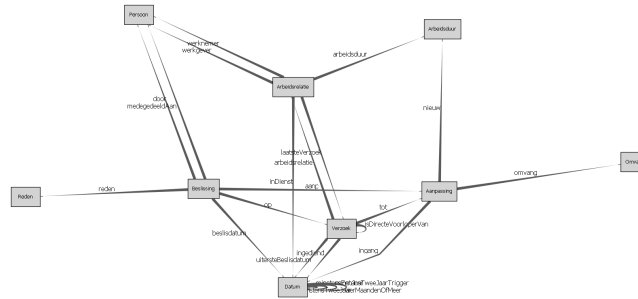 Persoon
Arbeidsduur
werknemer
werkgever
arbeidsduur
Arbeidsrelatie
door
medegedeeldAan
nieuw
laatsteVerzoek
arbeidsrelatie
omvang
Reden
reden
Beslissing
inDienst
aanp
Aanpassing
op
tot
Verzoek
isDirecteVoorloperVan
beslisdatum
ingediend
ingang
uitersteBeslisdatum
Datum